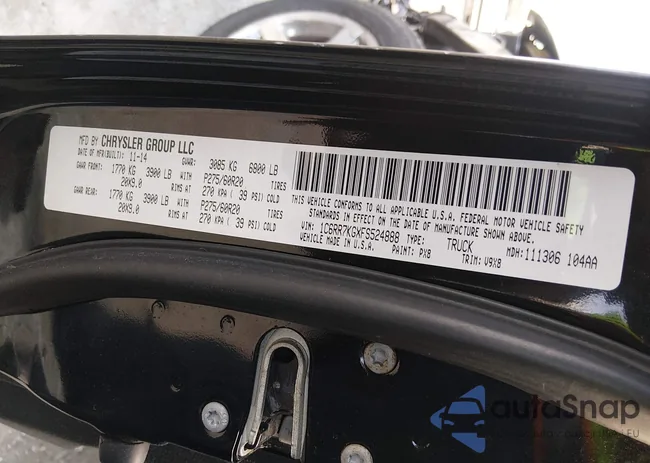 MFD BY CHRYSLER GROUP LLC
DATE OF MFR(BUILT): 11-14 GVWR: 3085 KG 6800 LB
GAWR FRONT: 1770 KG 3900 LB WITH P275/60R20 TIRES
20X9.0 RIMS AT 270 KPA ( 39 PSI) COLD
GAWR REAR: 1770 KG 3900 LB WITH P275/60R20 TIRES
20X9.0 RIMS AT 270 KPA ( 39 PSI) COLD
THIS VEHICLE CONFORMS TO ALL APPLICABLE U.S.A. FEDERAL MOTOR VEHICLE SAFETY
STANDARDS IN EFFECT ON THE DATE OF MANUFACTURE SHOWN ABOVE.
VIN: 1C6RR7KGXFS524888 TYPE: TRUCK MDH: 111306 104AA
VEHICLE MADE IN U.S.A. PAINT: PX8 TRIM: V9X8
autoSnap